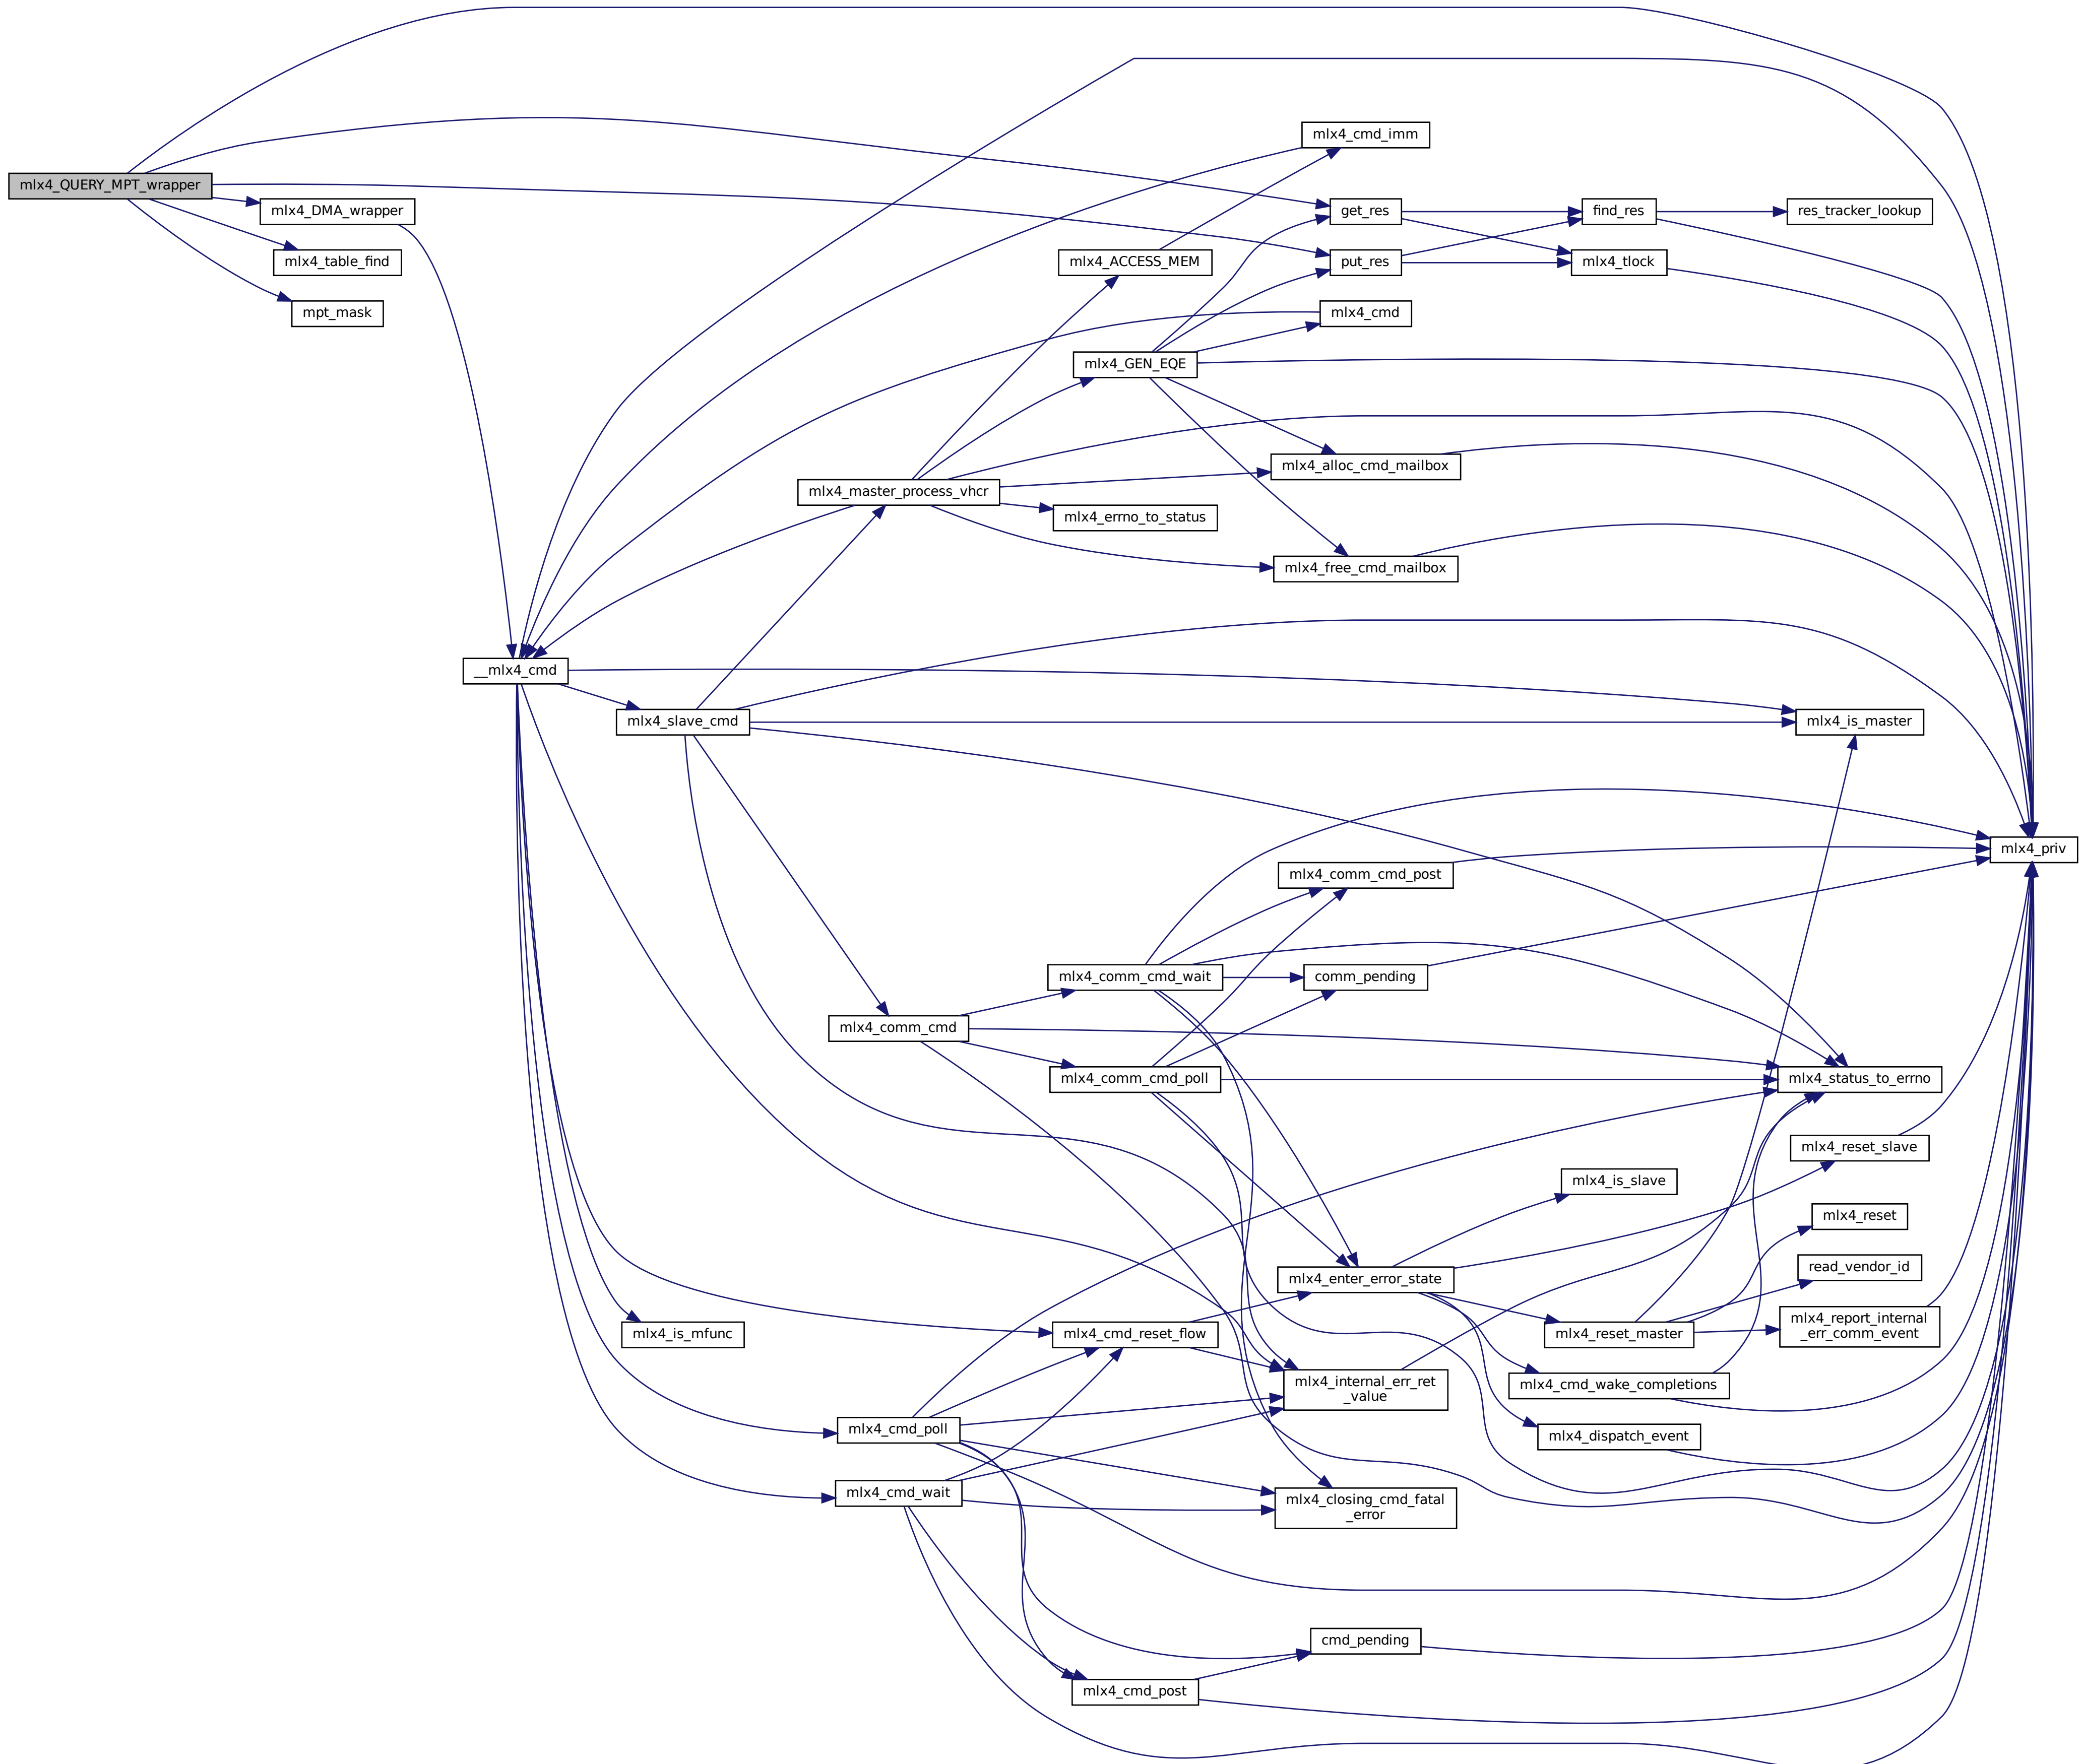 mlx4_QUERY_MPT_wrapper
mlx4_DMA_wrapper
mlx4_table_find
mpt_mask
__mlx4_cmd
mlx4_slave_cmd
mlx4_is_mfunc
mlx4_master_process_vhcr
mlx4_comm_cmd
mlx4_cmd_poll
mlx4_cmd_wait
mlx4_ACCESS_MEM
mlx4_GEN_EQE
mlx4_errno_to_status
mlx4_comm_cmd_wait
mlx4_comm_cmd_poll
mlx4_cmd_reset_flow
mlx4_cmd_post
mlx4_cmd_imm
get_res
put_res
mlx4_cmd
mlx4_alloc_cmd_mailbox
mlx4_free_cmd_mailbox
mlx4_comm_cmd_post
comm_pending
mlx4_enter_error_state
mlx4_internal_err_ret
_value
mlx4_closing_cmd_fatal
_error
cmd_pending
find_res
mlx4_tlock
mlx4_is_slave
mlx4_reset_master
mlx4_cmd_wake_completions
mlx4_dispatch_event
res_tracker_lookup
mlx4_is_master
mlx4_status_to_errno
mlx4_reset_slave
mlx4_reset
read_vendor_id
mlx4_report_internal
_err_comm_event
mlx4_priv